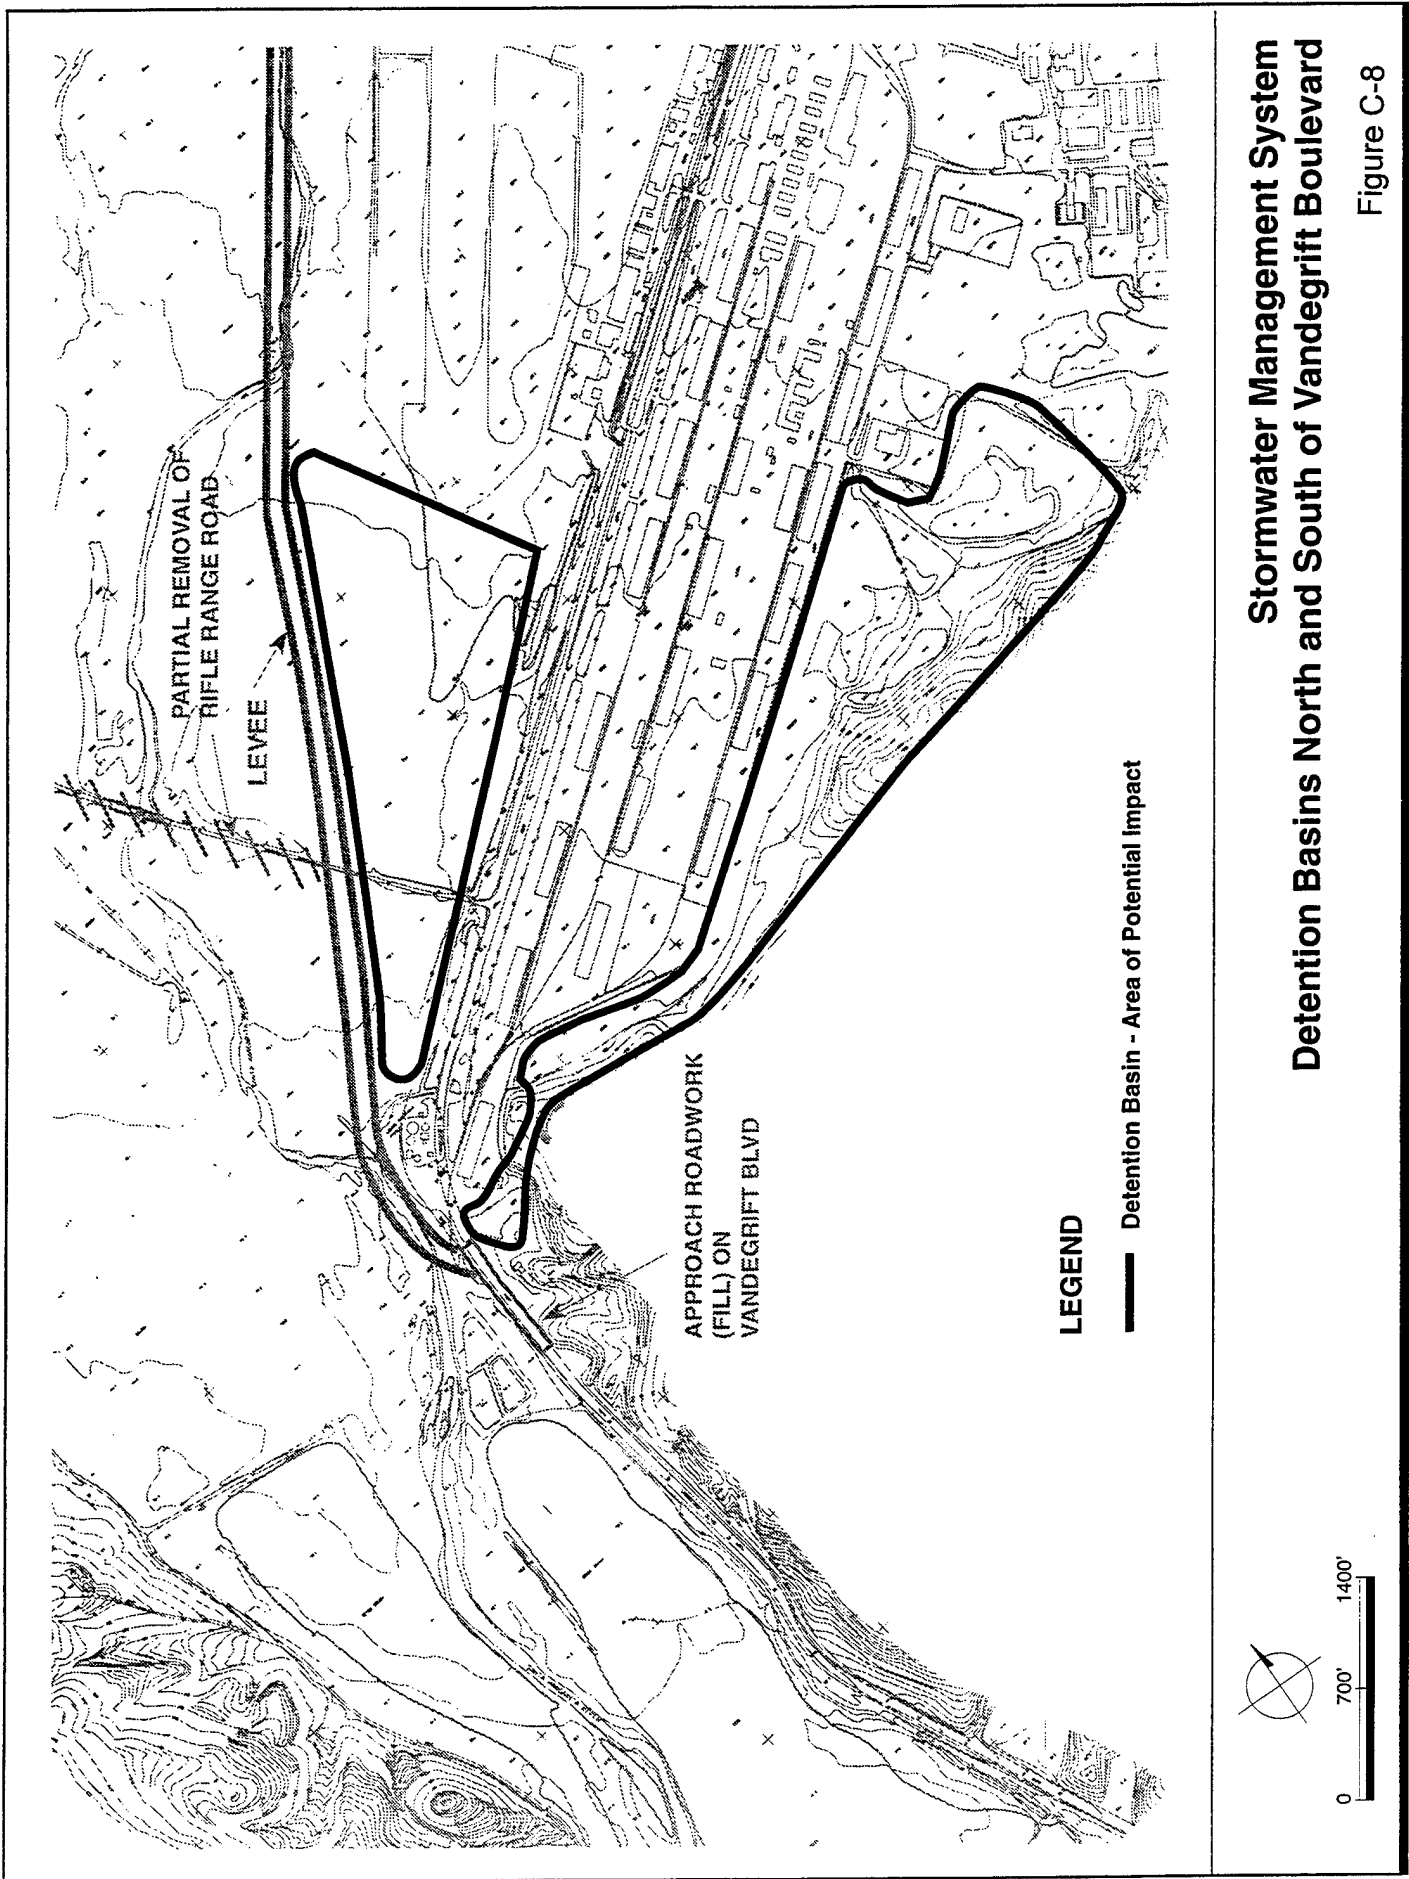 PARTIAL REMOVAL OF
RIFLE RANGE ROAD
LEVEE
APPROACH ROADWORK
(FILL) ON
VANDEGRIFT BLVD
LEGEND
Detention Basin - Area of Potential Impact
0 700' 1400'
Stormwater Management System
Detention Basins North and South of Vandegrift Boulevard
Figure C-8